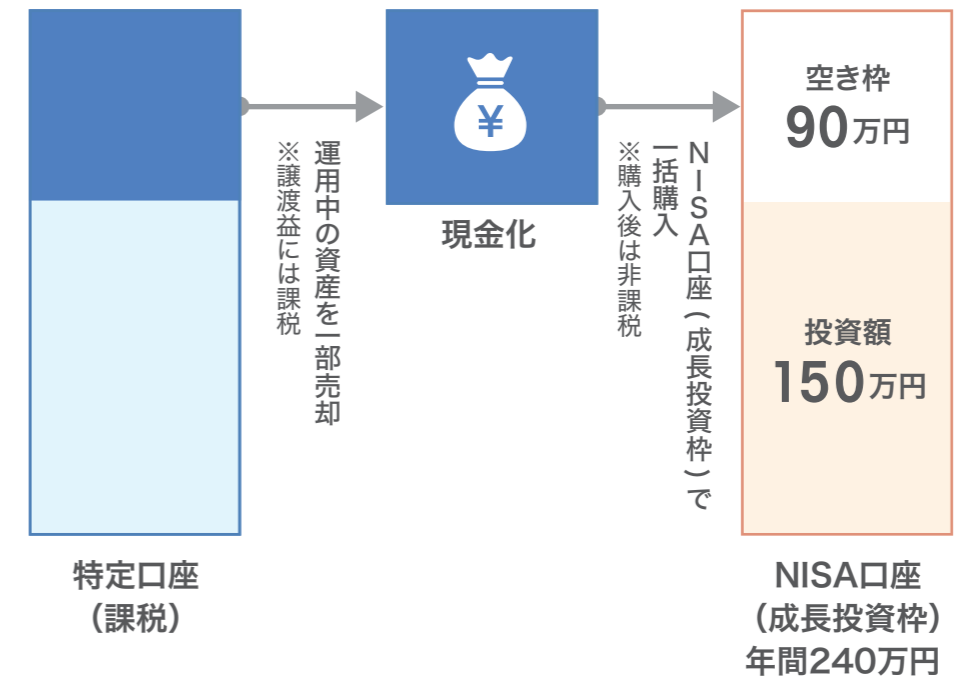 運用中の資産を一部売却
※譲渡益には課税
¥
現金化
NISA口座(成長投資枠)で
一括購入
※購入後は非課税
空き枠
90万円
投資額
150万円
特定口座
(課税)
NISA口座
(成長投資枠)
年間240万円